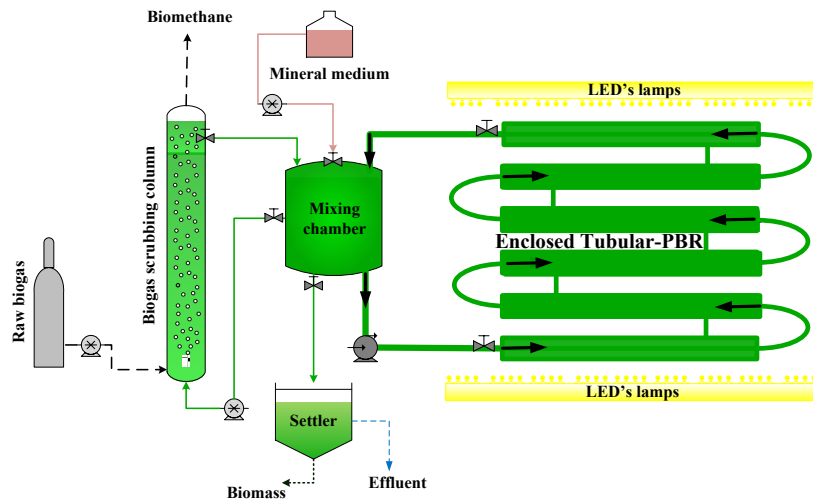 Biomethane
Mineral medium
LED's lamps
Biogas scrubbing column
Mixing
chamber
Enclosed Tubular-PBR
Raw biogas
LED's lamps
Settler
Biomass
Effluent